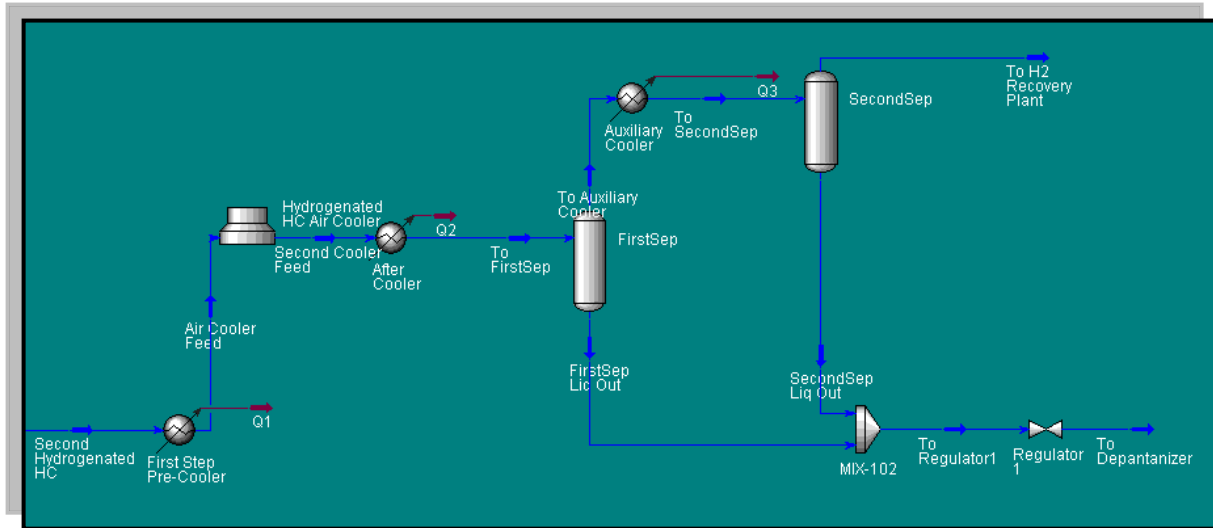 To H2
Recovery
Plant
Q3
SecondSep
Auxiliary
Cooler
To
SecondSep
To Auxiliary
Cooler
Hydrogenated
HC Air Cooler
Q2
FirstSep
Second Cooler
Feed
After
Cooler
To
FirstSep
Air Cooler
Feed
FirstSep
Liq Out
SecondSep
Liq Out
Q1
Second
Hydrogenated
HC
First Step
Pre-Cooler
MIX-102
To
Regulator1
Regulator
1
To
Depantanizer